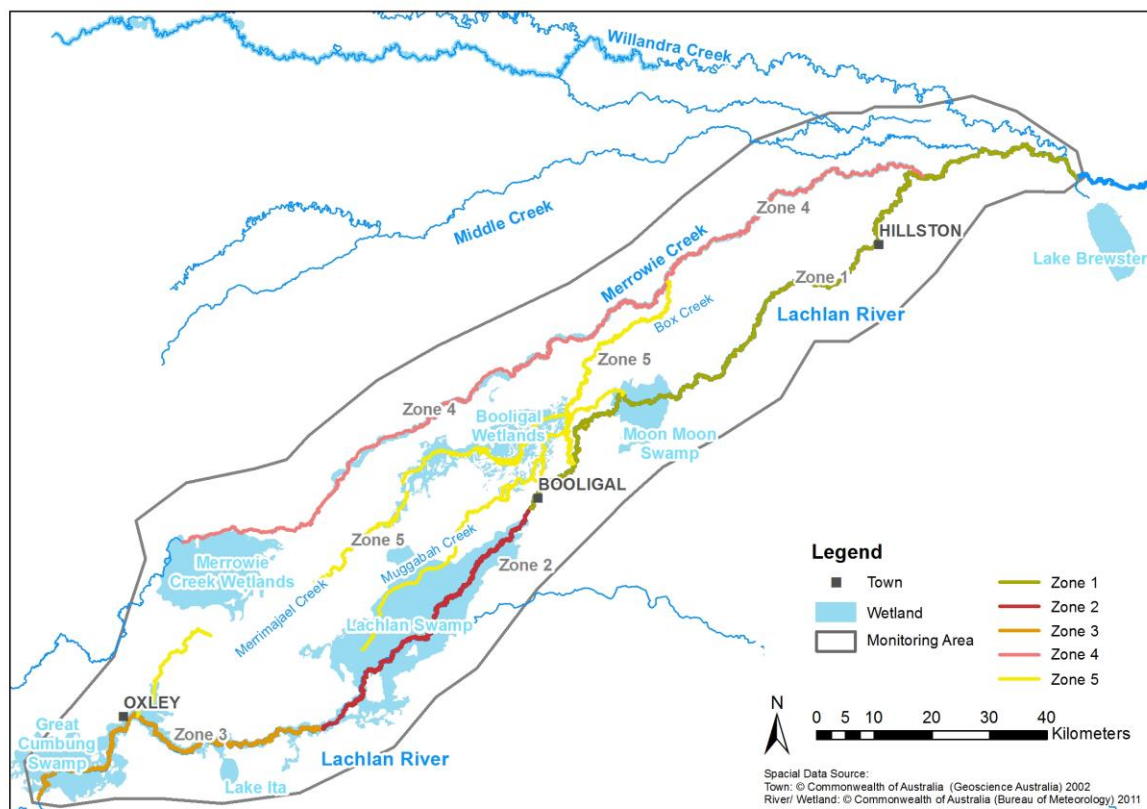 Willandra Creek
Middle Creek
Zone 4
Merrowie Creek
HILLSTON
Lake Brewster
Zone 1
Box Creek
Lachlan River
Zone 5
Zone 4
Booligal
Wetlands
Moon Moon
Swamp
BOOLIGAL
Zone 5
Muggabah Creek
Zone 2
Merrowie
Creek Wetlands
Merrimajael Creek
Lachlan Swamp
OXLEY
Great
Cumbung
Swamp
Zone 3
Lake Ita
Lachlan River
Legend
Town
Wetland
Monitoring Area
Zone 1
Zone 2
Zone 3
Zone 4
Zone 5
N
0 5 10 20 30 40
Kilometers
Spacial Data Source:
Town: © Commonwealth of Australia (Geoscience Australia) 2002
River/ Wetland: © Commonwealth of Australia (Bureau of Meteorology) 2011